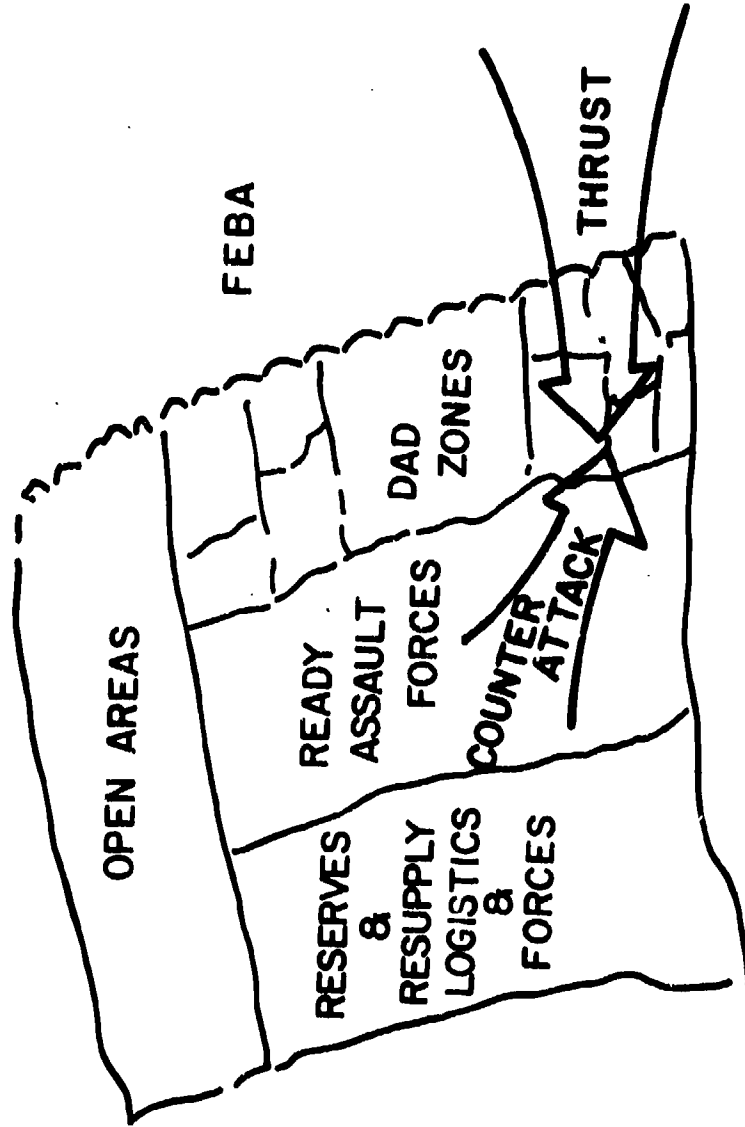 OPEN AREAS
FEBA
RESERVES
&
RESUPPLY
LOGISTICS
&
FORCES
READY
ASSAULT
FORCES
DAD
ZONES
COUNTER
ATTACK
THRUST